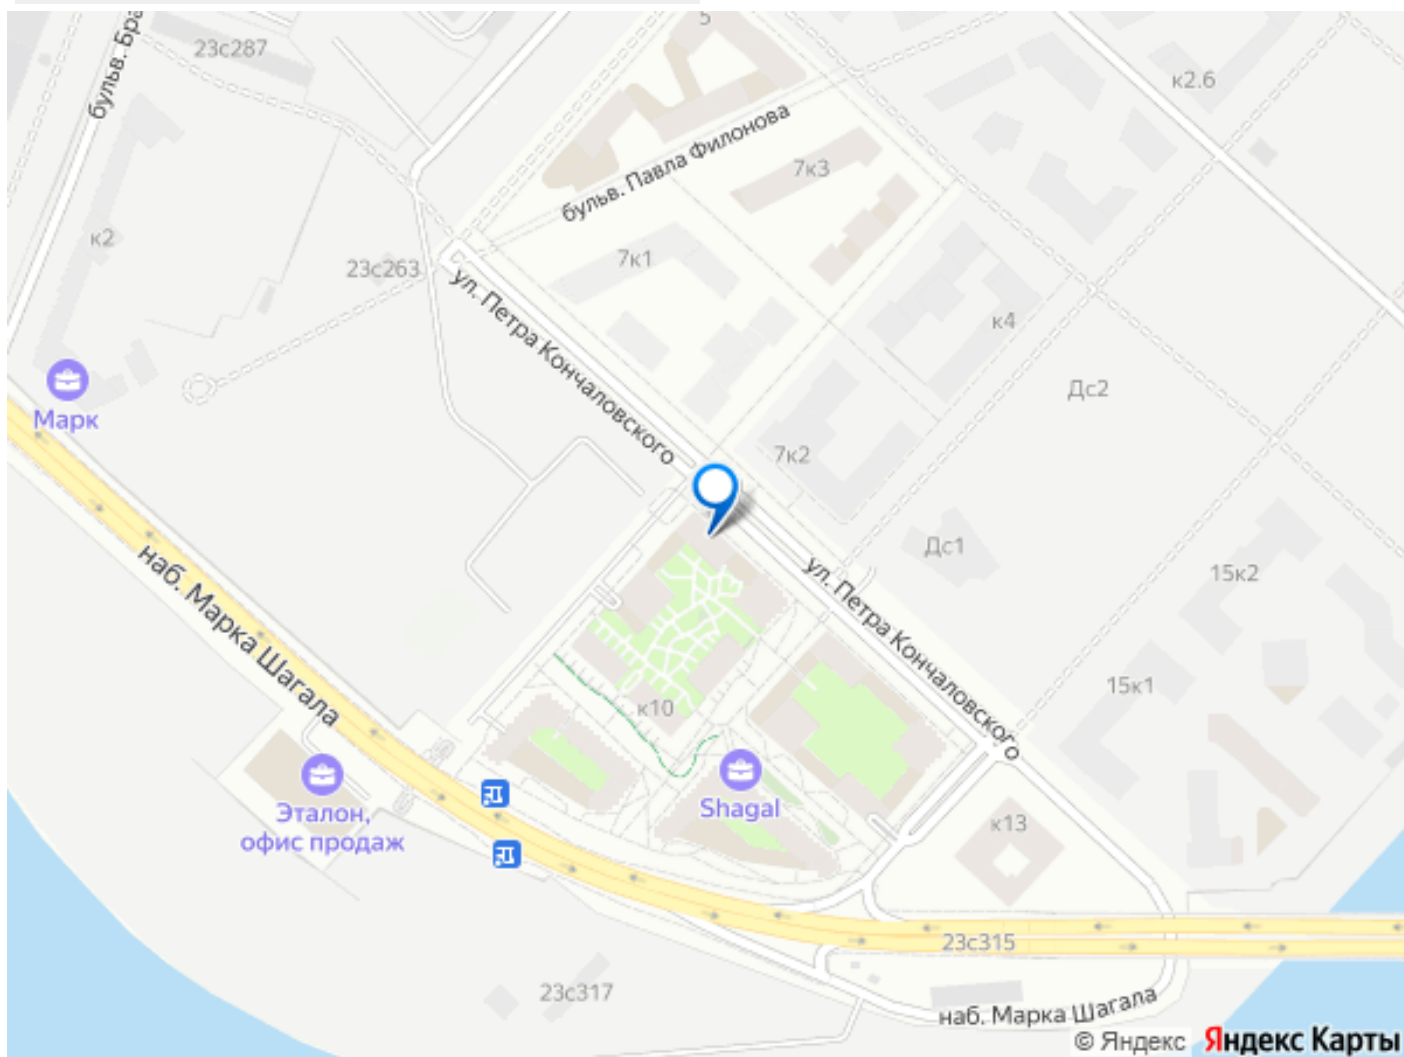 5
23с287
бульв. Бра
к2.6
бульв. Павла Филонова
7к3
к2
23с263
7к1
ул. Петра Кончаловского
к4
Дс2
Марк
7к2
Дс1
15к2
ул. Петра Кончаловского
наб. Марка Шагала
15к1
к10
Shagal
Эталон,
офис продаж
к13
23с315
23с317
наб. Марка Шагала
© Яндекс Яндекс Карты